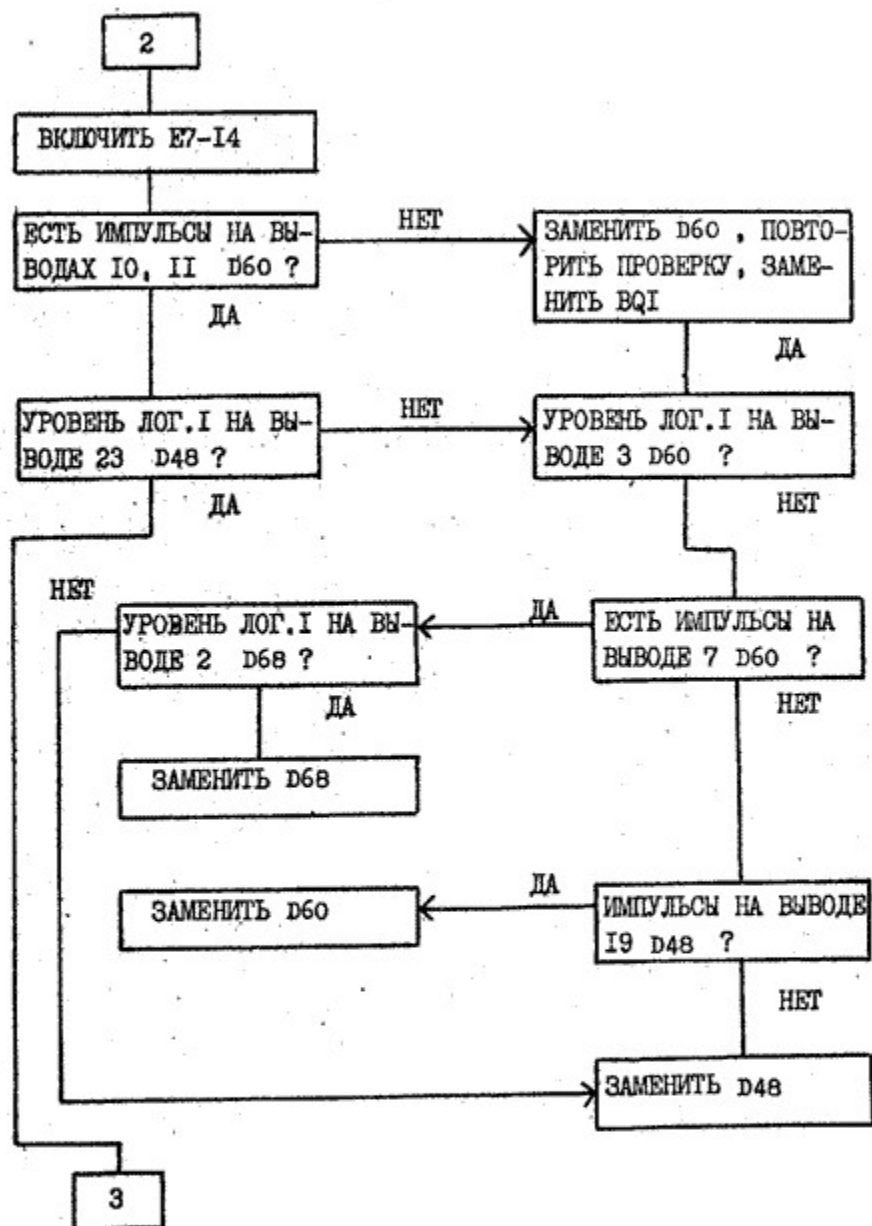 2
ВКЛЮЧИТЬ Е7-I4
ЕСТЬ ИМПУЛЬСЫ НА ВЫ-
ВОДАХ I0, II D60 ?
НЕТ
ЗАМЕНИТЬ D60 , ПОВТО-
РИТЬ ПРОВЕРКУ, ЗАМЕ-
НИТЬ BQI
ДА
ДА
УРОВЕНЬ ЛОГ.I НА ВЫ-
ВОДЕ 23 D48 ?
НЕТ
УРОВЕНЬ ЛОГ.I НА ВЫ-
ВОДЕ 3 D60 ?
ДА
НЕТ
НЕТ
УРОВЕНЬ ЛОГ.I НА ВЫ-
ВОДЕ 2 D68 ?
ДА
ЕСТЬ ИМПУЛЬСЫ НА
ВЫВОДЕ 7 D60 ?
ДА
НЕТ
ЗАМЕНИТЬ D68
ЗАМЕНИТЬ D60
ДА
ИМПУЛЬСЫ НА ВЫВОДЕ
I9 D48 ?
НЕТ
ЗАМЕНИТЬ D48
3